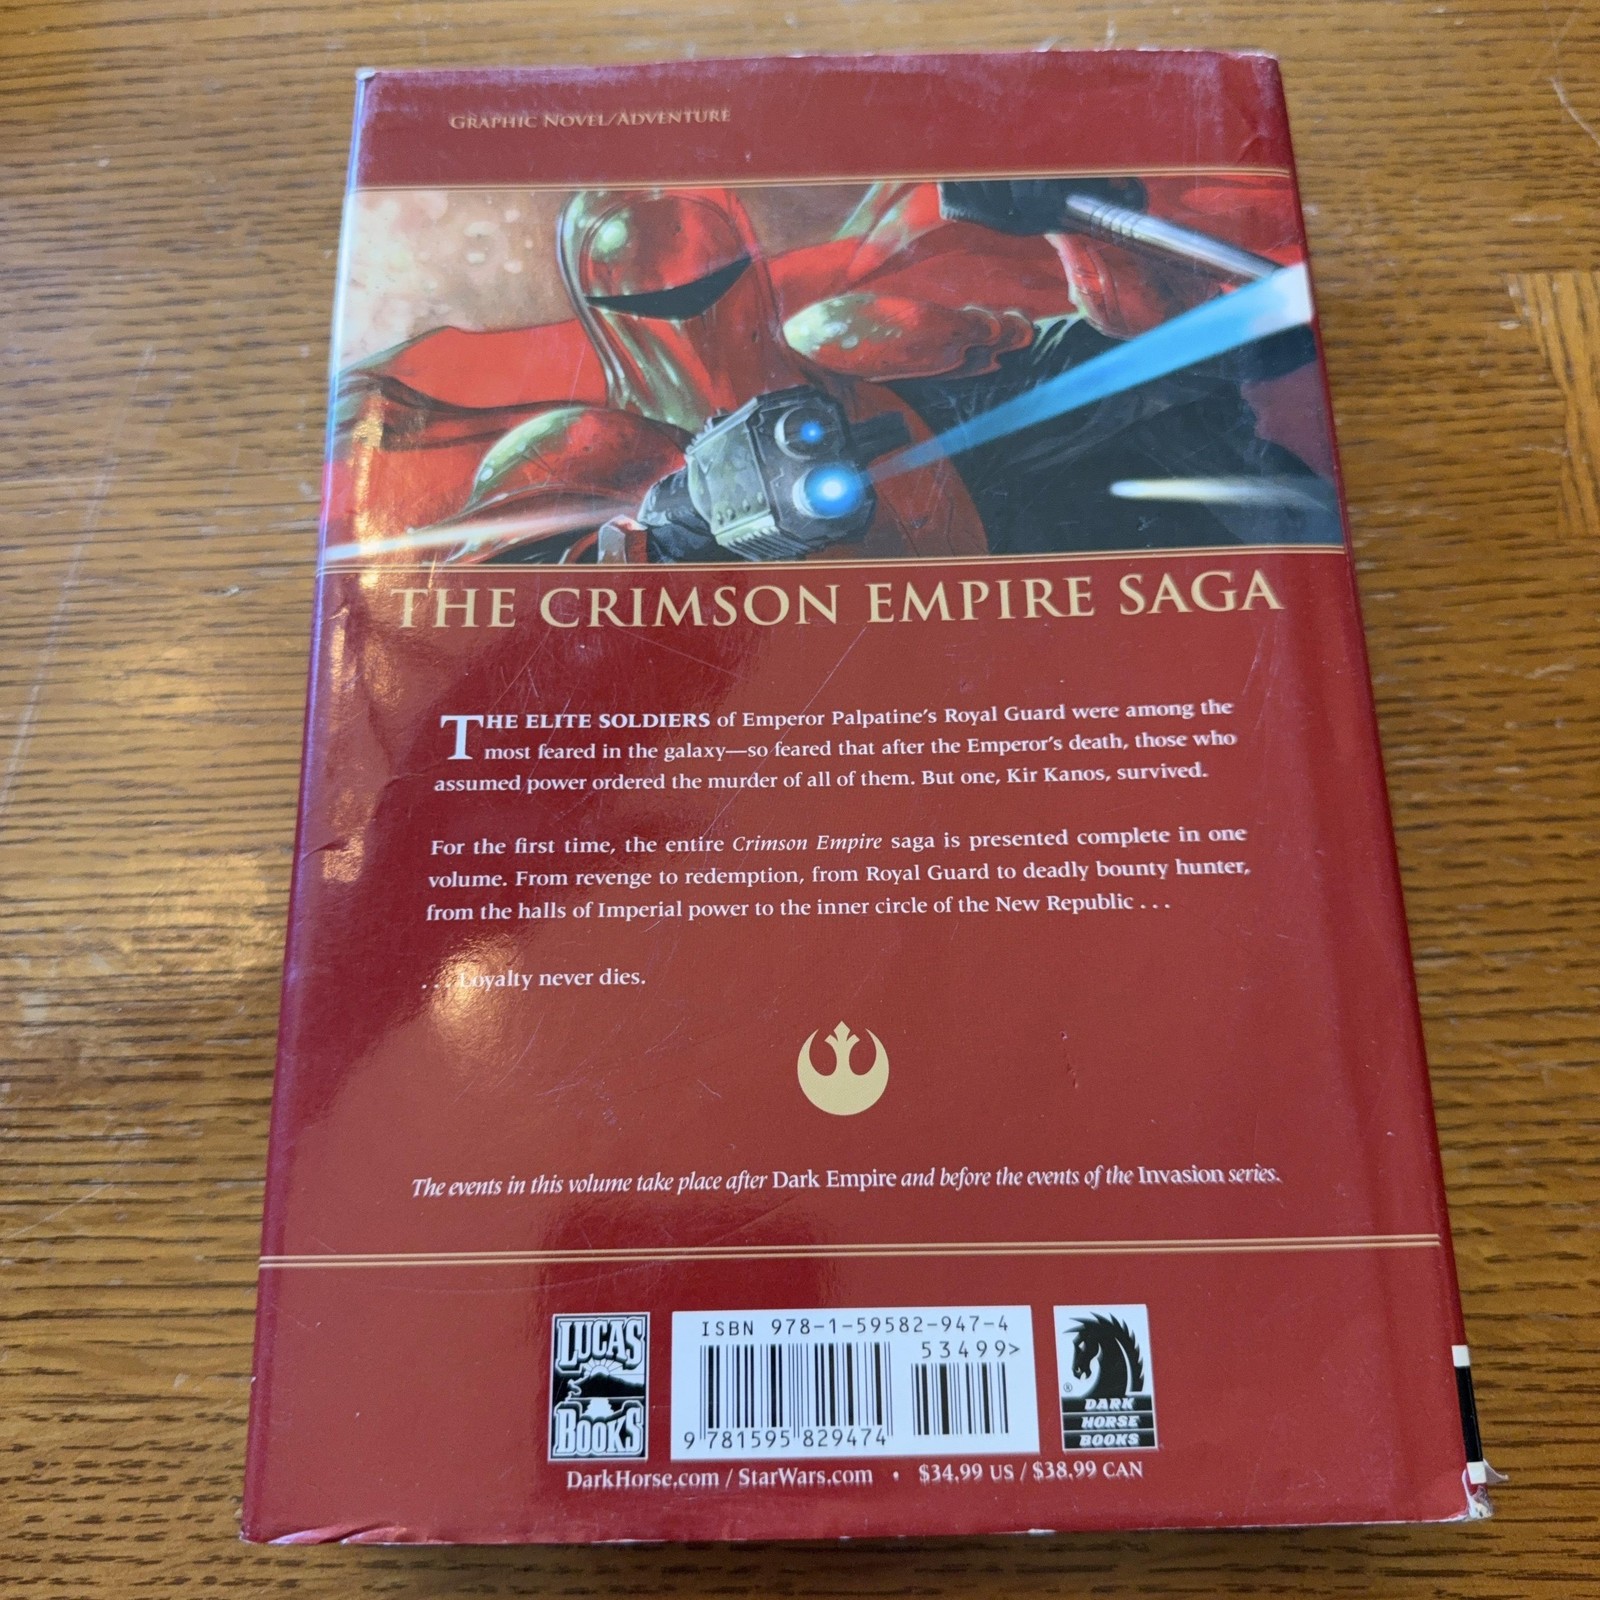 GRAPHIC NOVEL/ADVENTURE
THE CRIMSON EMPIRE SAGA
THE ELITE SOLDIERS of Emperor Palpatine's Royal Guard were among the
most feared in the galaxy—so feared that after the Emperor's death, those who
assumed power ordered the murder of all of them. But one, Kir Kanos, survived.
For the first time, the entire Crimson Empire saga is presented complete in one
volume. From revenge to redemption, from Royal Guard to deadly bounty hunter,
from the halls of Imperial power to the inner circle of the New Republic . . .
. . . Loyalty never dies.
The events in this volume take place after Dark Empire and before the events of the Invasion series.
LUCAS
BOOKS
ISBN 978-1-59582-947-4
53499>
9 781595 829474
®
DARK
HORSE
BOOKS
DarkHorse.com / StarWars.com • $34.99 US / $38.99 CAN